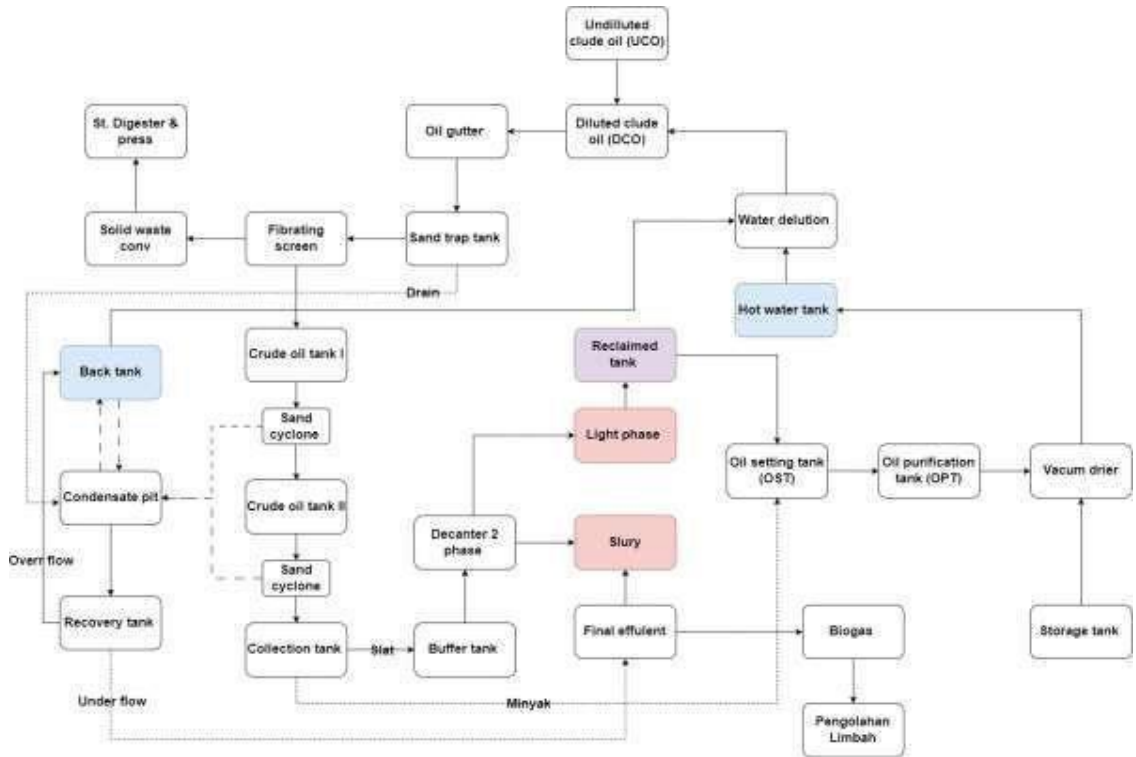 Undilluted
clude oil (UCO)
St. Digester &
press
Oil gutter
Diluted clude
oil (DCO)
Solid waste
conv
Fibrating
screen
Sand trap tank
Water delution
Drain
Hot water tank
Back tank
Crude oil tank I
Reclaimed
tank
Sand
cyclone
Light phase
Oil setting tank
(OST)
Oil purification
tank (OPT)
Vacum drier
Condensate pit
Crude oil tank II
Decanter 2
phase
Slury
Overr flow
Sand
cyclone
Recovery tank
Collection tank
Slat
Buffer tank
Final effulent
Biogas
Storage tank
Under flow
Minyak
Pengolahan
Limbah